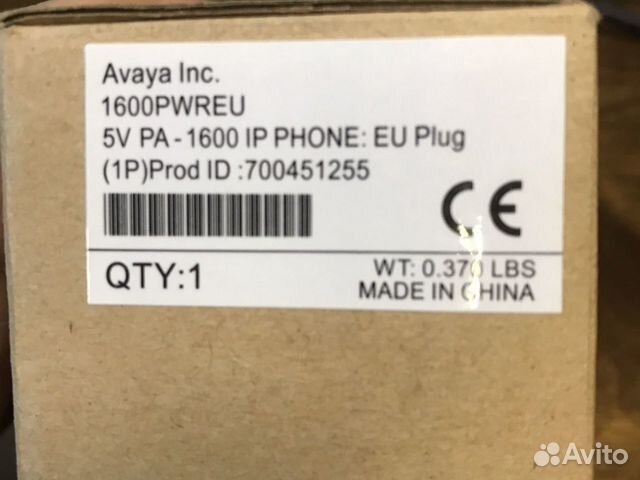 Avaya Inc.
1600PWREU
5V PA-1600 IP PHONE: EU Plug
(1P)Prod ID :700451255
CE
QTY:1
WT: 0.370 LBS
MADE IN CHINA
Avito